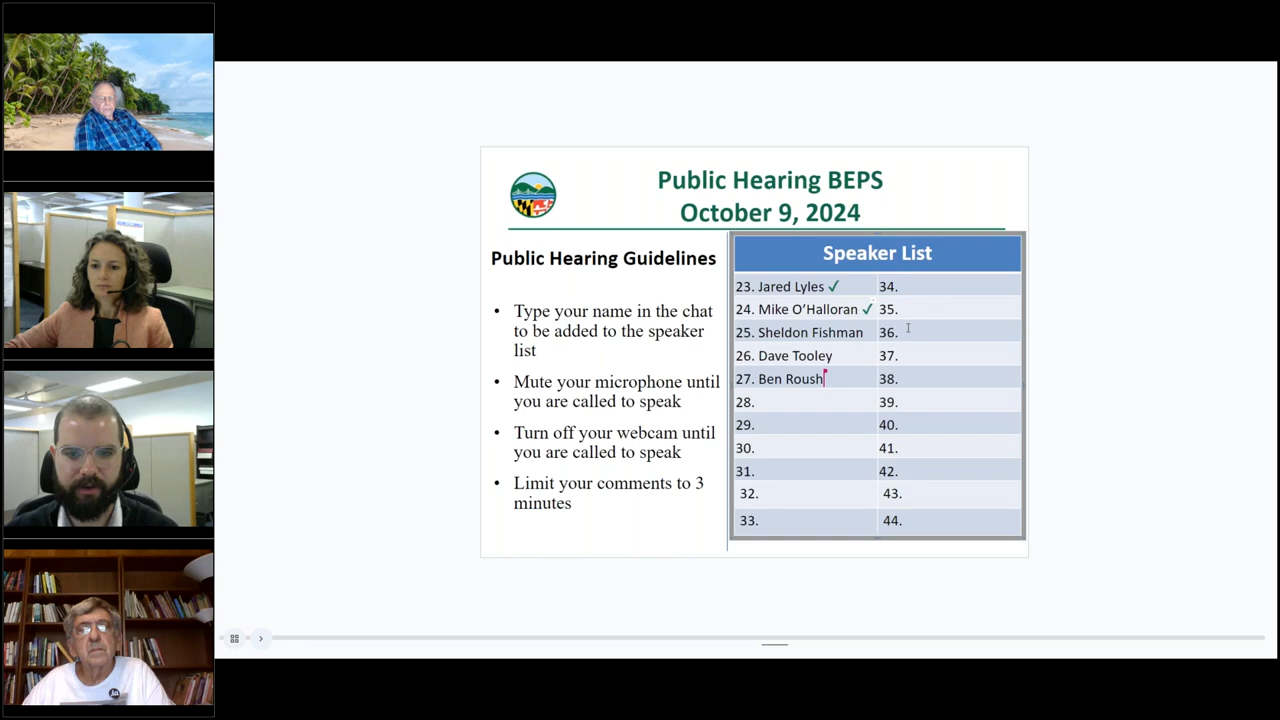 Public Hearing BEPS
October 9, 2024
Public Hearing Guidelines
• Type your name in the chat
to be added to the speaker
list
• Mute your microphone until
you are called to speak
• Turn off your webcam until
you are called to speak
• Limit your comments to 3
minutes
Speaker List
23. Jared Lyles ✓ 34.
24. Mike O’Halloran ✓ 35.
25. Sheldon Fishman 36.
26. Dave Tooley 37.
27. Ben Roush 38.
28. 39.
29. 40.
30. 41.
31. 42.
32. 43.
33. 44.